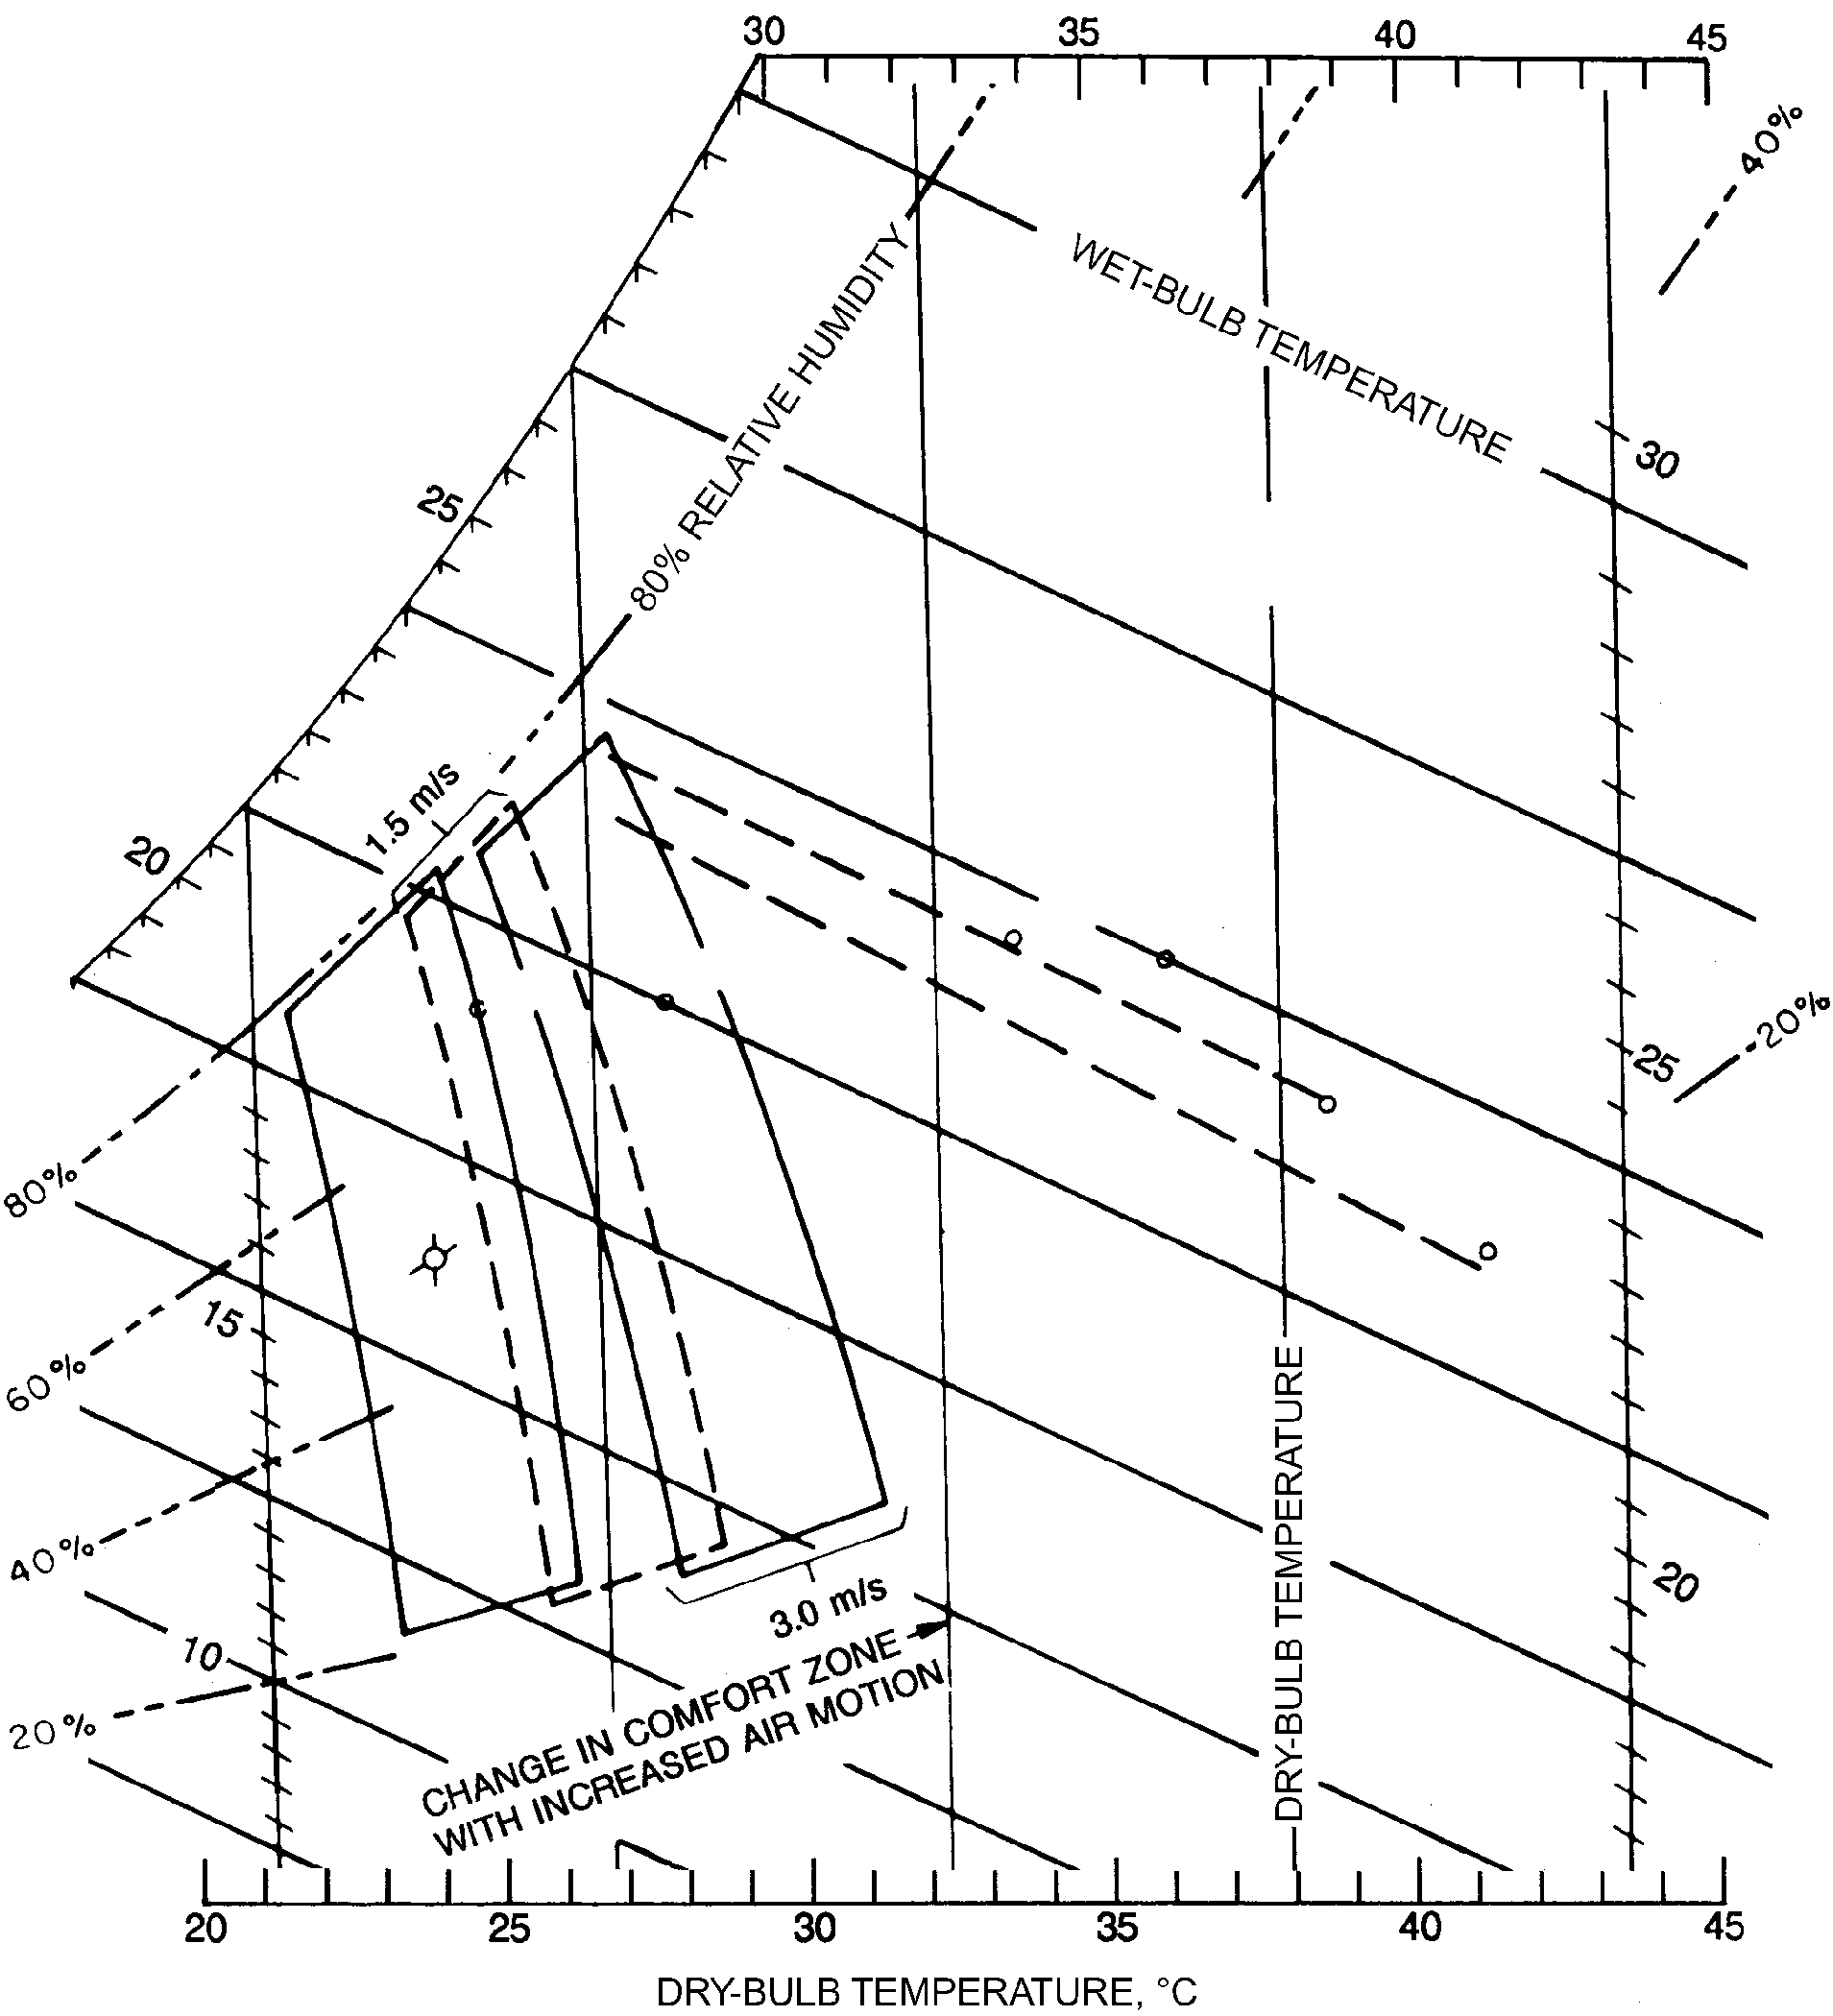 30 35 40 45
40%
WET-BULB TEMPERATURE
80% RELATIVE HUMIDITY
30
25
1.5 m/s
20
20%
25
80%
15
60%
DRY-BULB TEMPERATURE
40%
20
3.0 m/s
10
20%
CHANGE IN COMFORT ZONE
WITH INCREASED AIR MOTION
20 25 30 35 40 45
DRY-BULB TEMPERATURE, °C